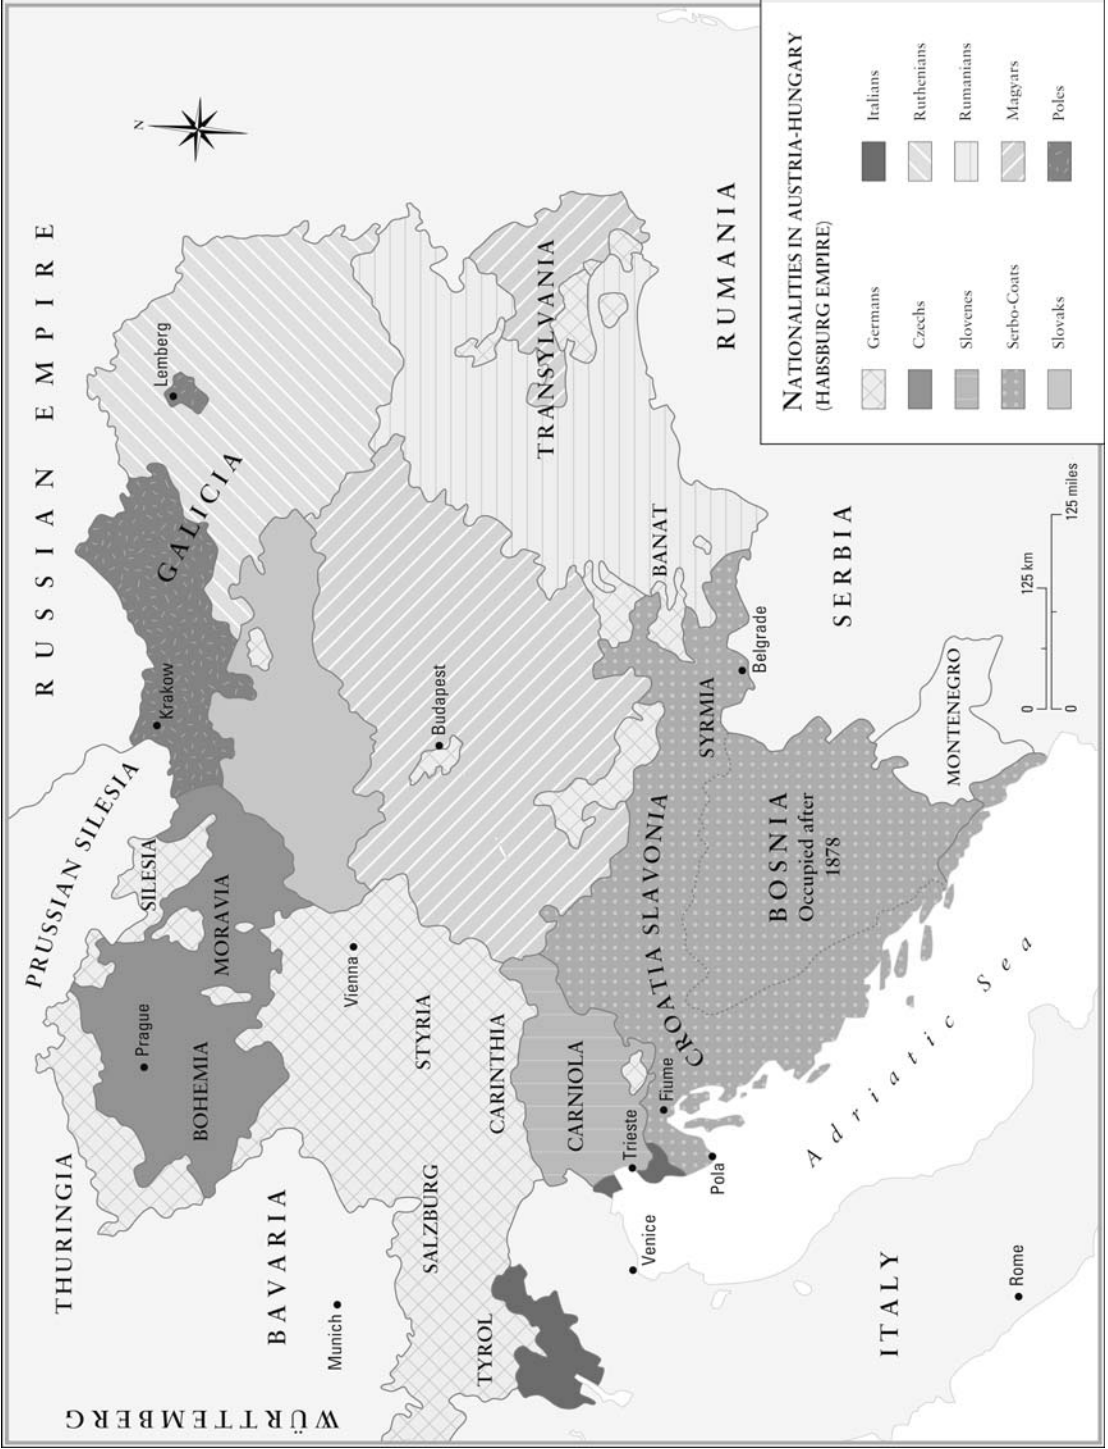 NATIONALITIES IN AUSTRIA-HUNGARY
(HABSBURG EMPIRE)
Germans
Czechs
Slovenes
Serbo-Coats
Slovaks
Italians
Ruthenians
Rumanians
Magyars
Poles
N
RUSSIAN EMPIRE
PRUSSIAN SILESIA
THURINGIA
WÜRTTEMBERG
BAVARIA
Munich
SILESIA
MORAVIA
Prague
BOHEMIA
Krakow
GALICIA
Lemberg
Vienna
STYRIA
SALZBURG
TYROL
CARINTHIA
CARNIOLA
Budapest
TRANSYLVANIA
BANAT
RUMANIA
Trieste
Fiume
Pola
Venice
CROATIA SLAVONIA
SYRMIA
Belgrade
SERBIA
BOSNIA
Occupied after
1878
MONTENEGRO
Adriatic Sea
ITALY
Rome
0 125 km
0 125 miles